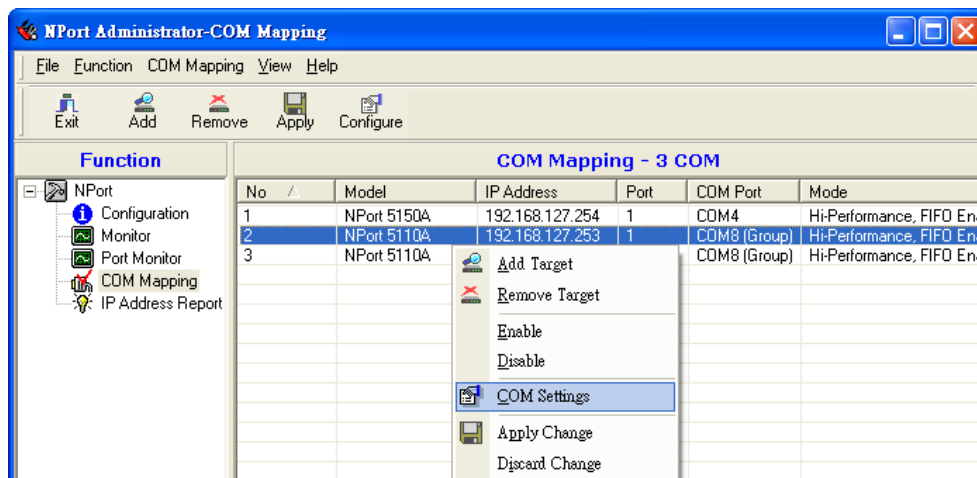 NPort Administrator-COM Mapping
File Function COM Mapping View Help
Exit Add Remove Apply Configure
Function
COM Mapping - 3 COM
NPort
Configuration
Monitor
Port Monitor
COM Mapping
IP Address Report
No Model IP Address Port COM Port Mode
1 NPort 5150A 192.168.127.254 1 COM4 Hi-Performance, FIFO Ena
2 NPort 5110A 192.168.127.253 1 COM8 (Group) Hi-Performance, FIFO En
3 NPort 5110A COM8 (Group) Hi-Performance, FIFO Ena
Add Target
Remove Target
Enable
Disable
COM Settings
Apply Change
Discard Change